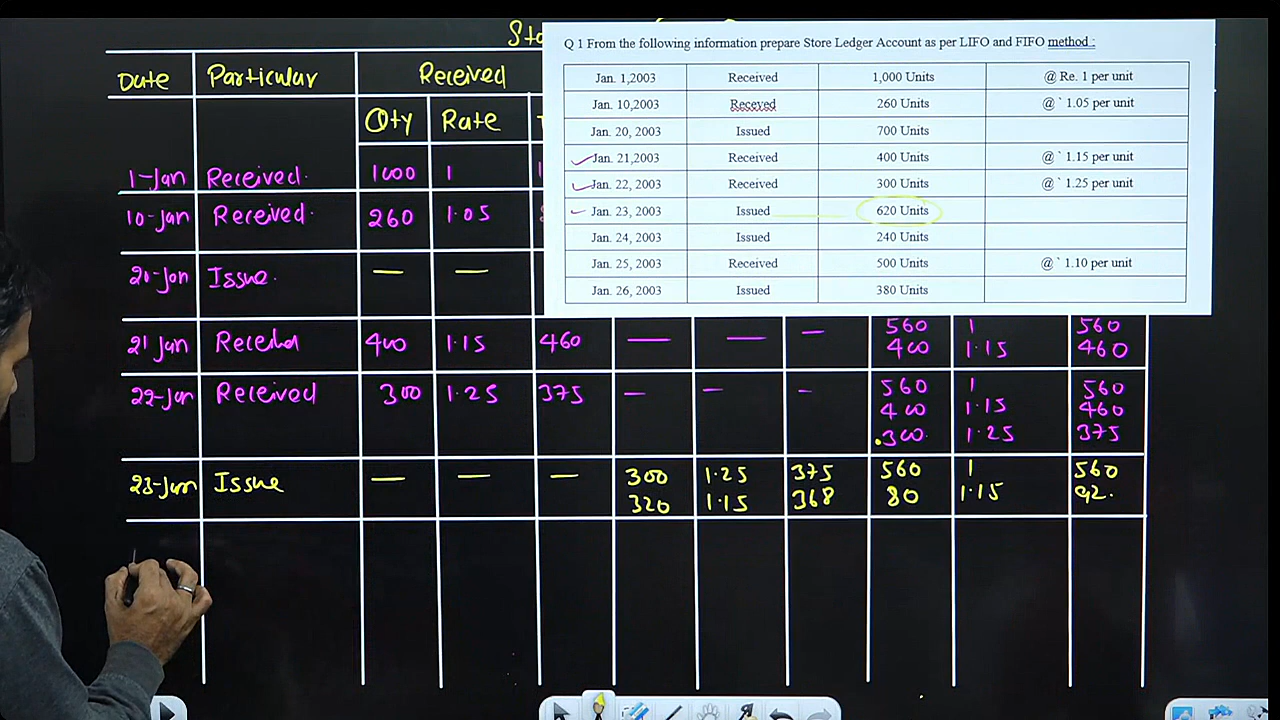 Sto
Q 1 From the following information prepare Store Ledger Account as per LIFO and FIFO method :
Jan. 1,2003 Received 1,000 Units @ Re. 1 per unit
Jan. 10,2003 Receved 260 Units @ ` 1.05 per unit
Jan. 20, 2003 Issued 700 Units
Jan. 21,2003 Received 400 Units @ ` 1.15 per unit
Jan. 22, 2003 Received 300 Units @ ` 1.25 per unit
Jan. 23, 2003 Issued 620 Units
Jan. 24, 2003 Issued 240 Units
Jan. 25, 2003 Received 500 Units @ ` 1.10 per unit
Jan. 26, 2003 Issued 380 Units
Date Particular Received
Qty Rate
1-Jan Received. 1000 1
10-Jan Received. 260 1.05
20-Jan Issue. — —
560 1 560
21 Jan Received 400 1.15 460 — — — 400 1.15 460
22-Jan Received 300 1.25 375 — — — 560 1 560
400 1.15 460
300. 1.25 375
23-Jan Issue — — — 300 1.25 375 560 1 560
320 1.15 368 80 1.15 92.